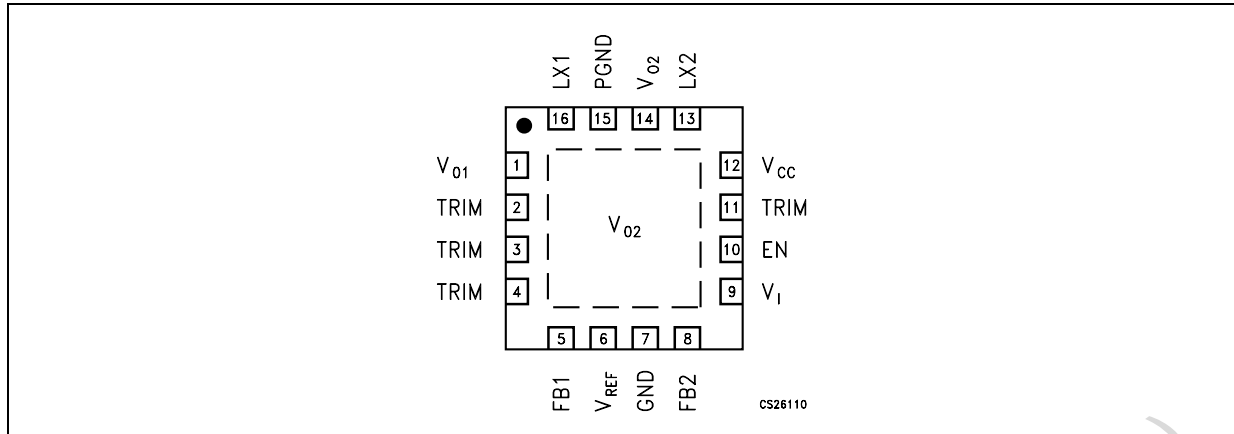 LX1 PGND V02 LX2
16 15 14 13
V01 1 12 VCC
TRIM 2 11 TRIM
V02
TRIM 3 10 EN
TRIM 4 9 VI
5 6 7 8
FB1 VREF GND FB2
CS26110